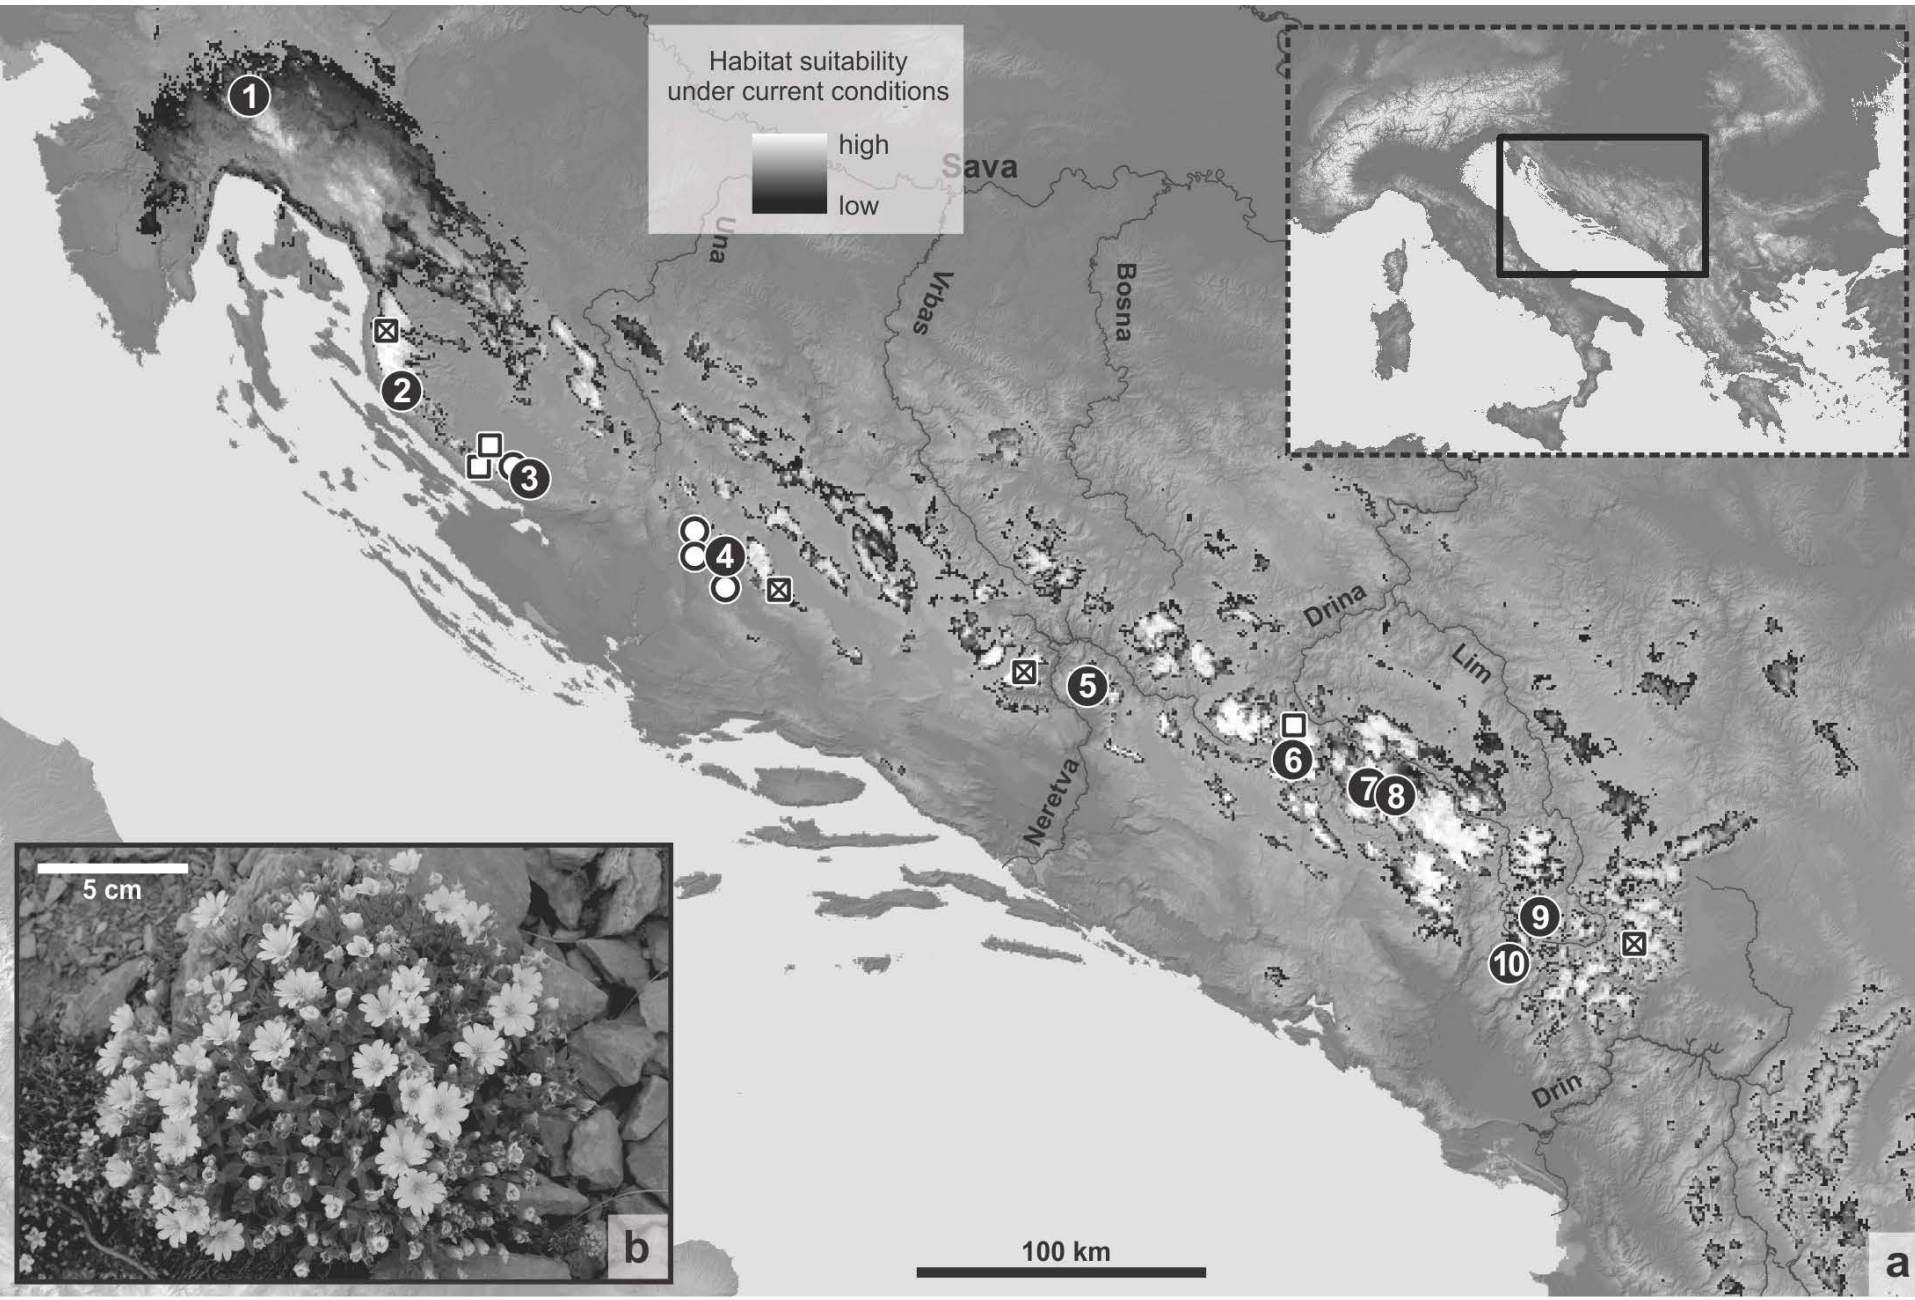 Habitat suitability
under current conditions
high
low
Sava
Una
Vrbas
Bosna
Drina
Lim
Neretva
Drin
1
2
3
4
5
6
7
8
9
10
5 cm
b
100 km
a